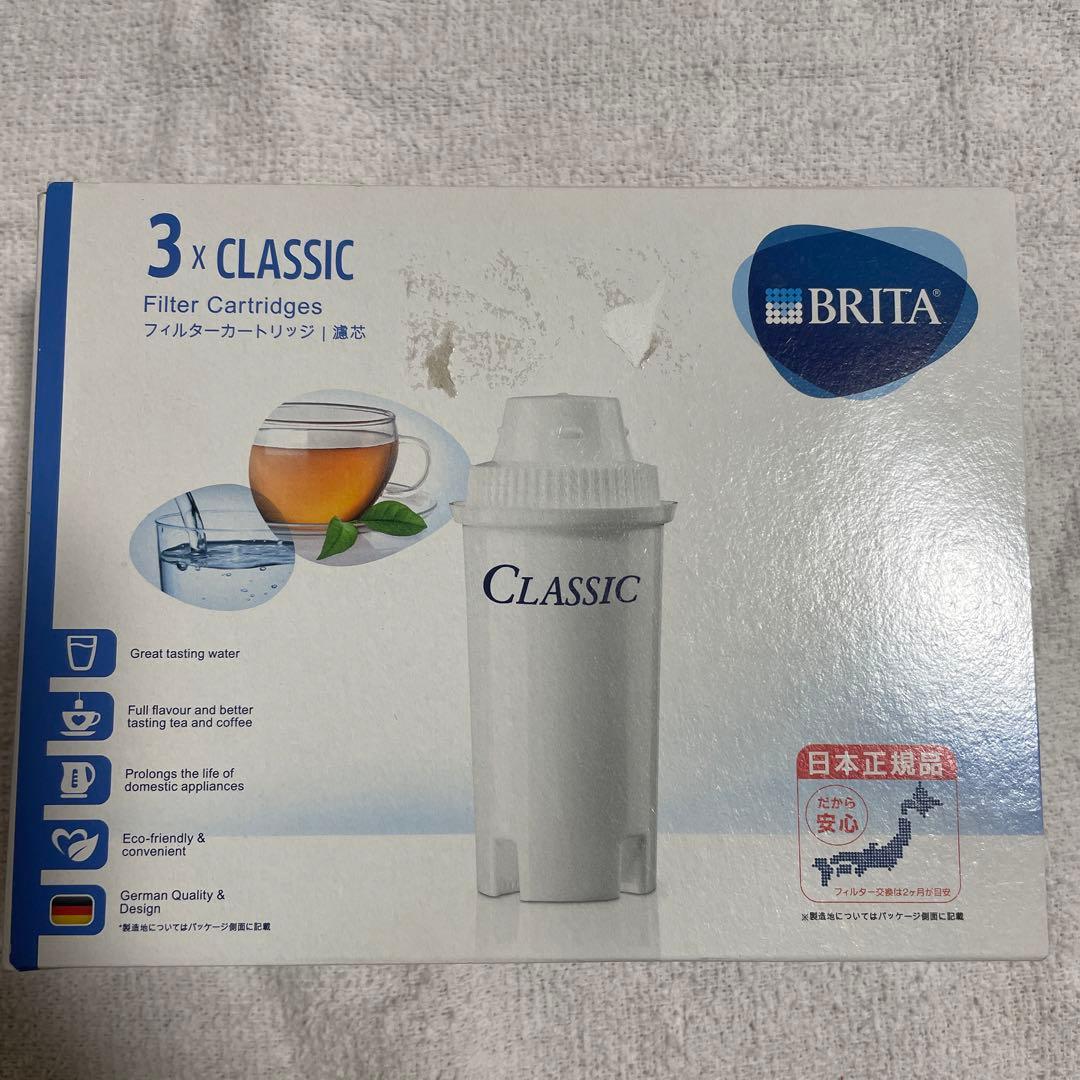 3 x CLASSIC
Filter Cartridges
フィルターカートリッジ | 濾芯
BRITA®
CLASSIC
Great tasting water
Full flavour and better
tasting tea and coffee
Prolongs the life of
domestic appliances
Eco-friendly &
convenient
German Quality &
Design
*製造地についてはパッケージ側面に記載
日本正規品
だから
安心
フィルター交換は2ヶ月が目安
※製造地についてはパッケージ側面に記載